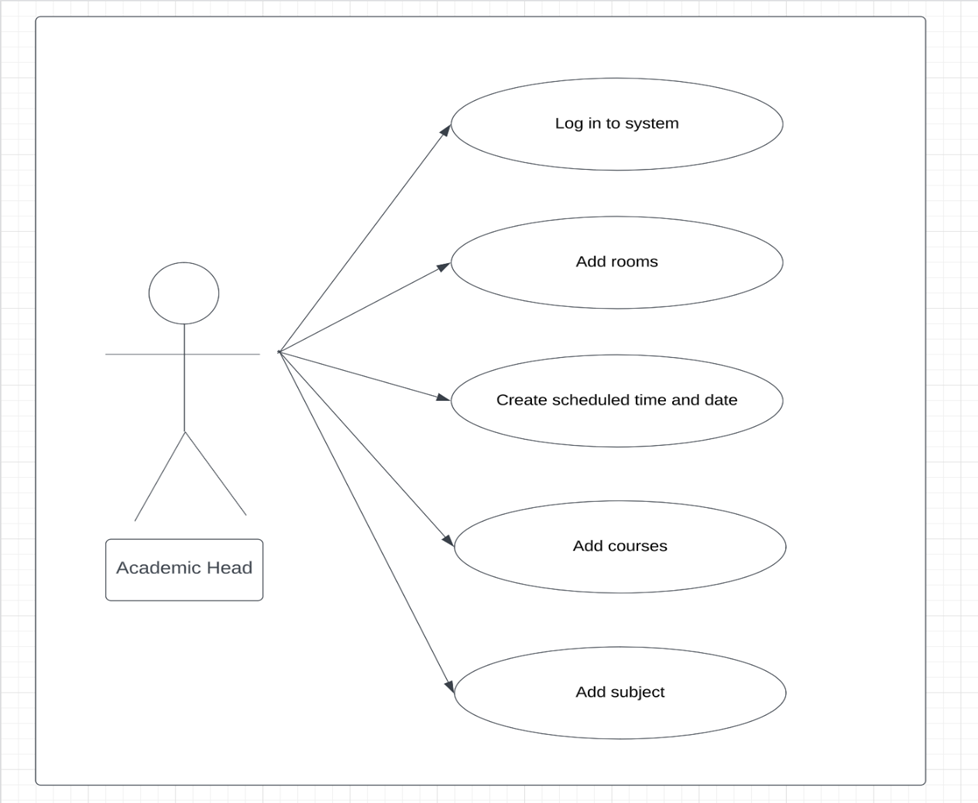 Log in to system
Add rooms
Create scheduled time and date
Add courses
Academic Head
Add subject